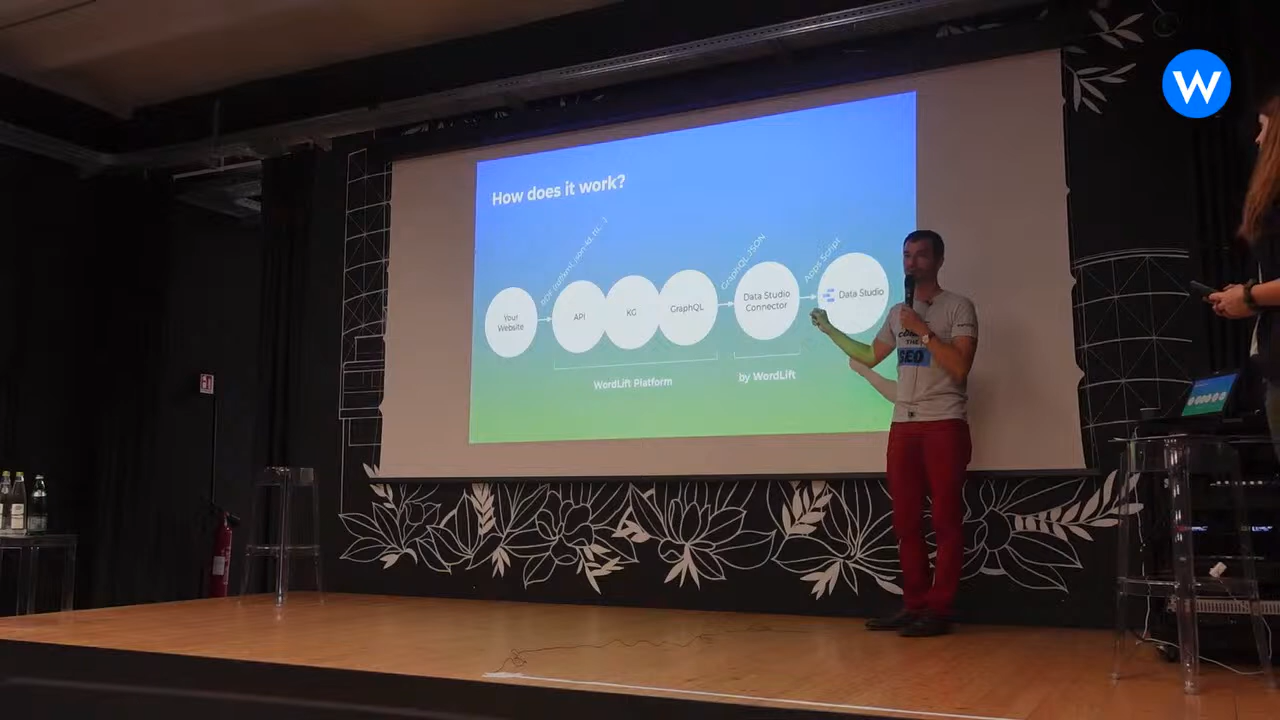 W
How does it work?
Your
Website
API
KG
GraphQL
GraphQL JSON
Data Studio
Connector
Apps Script
Data Studio
WordLift Platform
by WordLift
THE
SEO